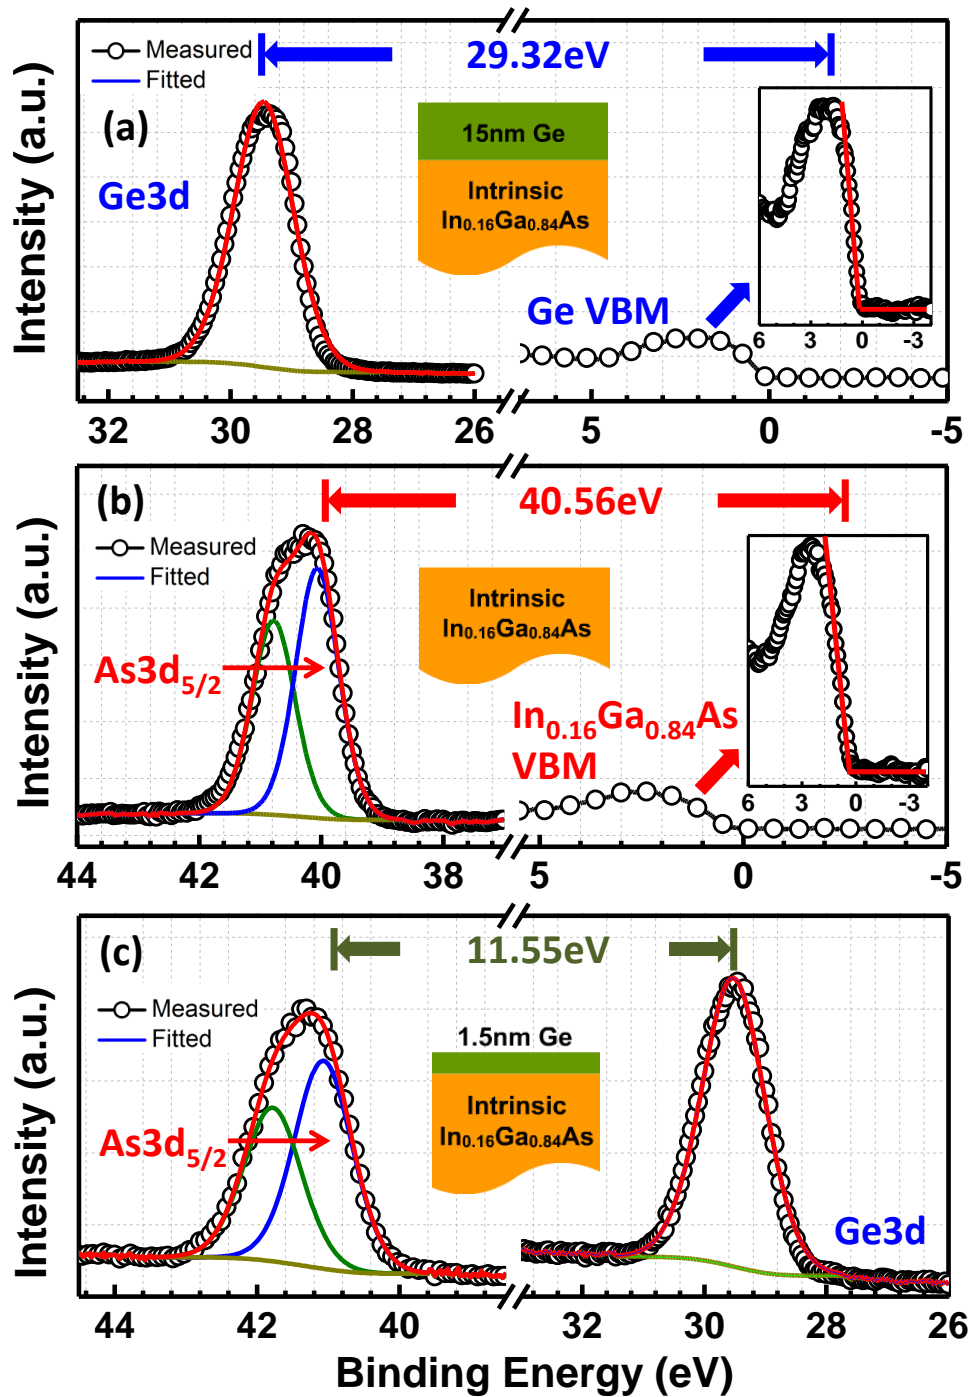 Measured
Fitted
29.32eV
(a)
Ge3d
15nm Ge
Intrinsic
In0.16Ga0.84As
Ge VBM
6 3 0 -3
Intensity (a.u.)
32 30 28 26 5 0 -5
(b)
40.56eV
Measured
Fitted
Intrinsic
In0.16Ga0.84As
As3d5/2
In0.16Ga0.84As
VBM
6 3 0 -3
Intensity (a.u.)
44 42 40 38 5 0 -5
(c)
11.55eV
Measured
Fitted
1.5nm Ge
Intrinsic
In0.16Ga0.84As
As3d5/2
Ge3d
Intensity (a.u.)
44 42 40 32 30 28 26
Binding Energy (eV)